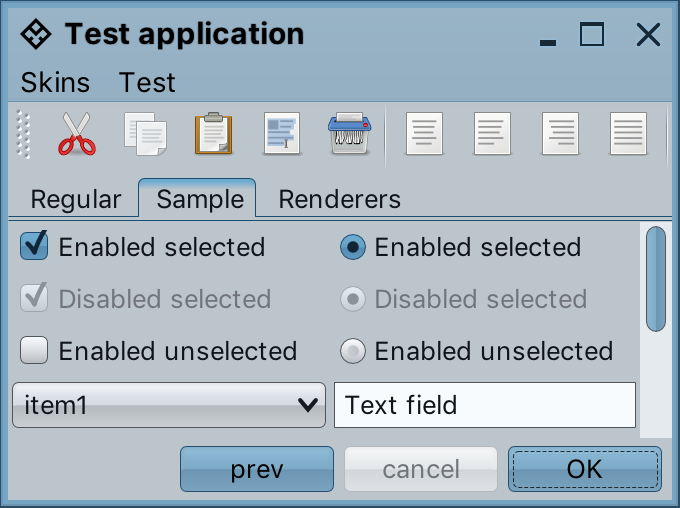 Test application
Skins Test
Regular Sample Renderers
Enabled selected Enabled selected
Disabled selected Disabled selected
Enabled unselected Enabled unselected
item1 Text field
prev cancel OK